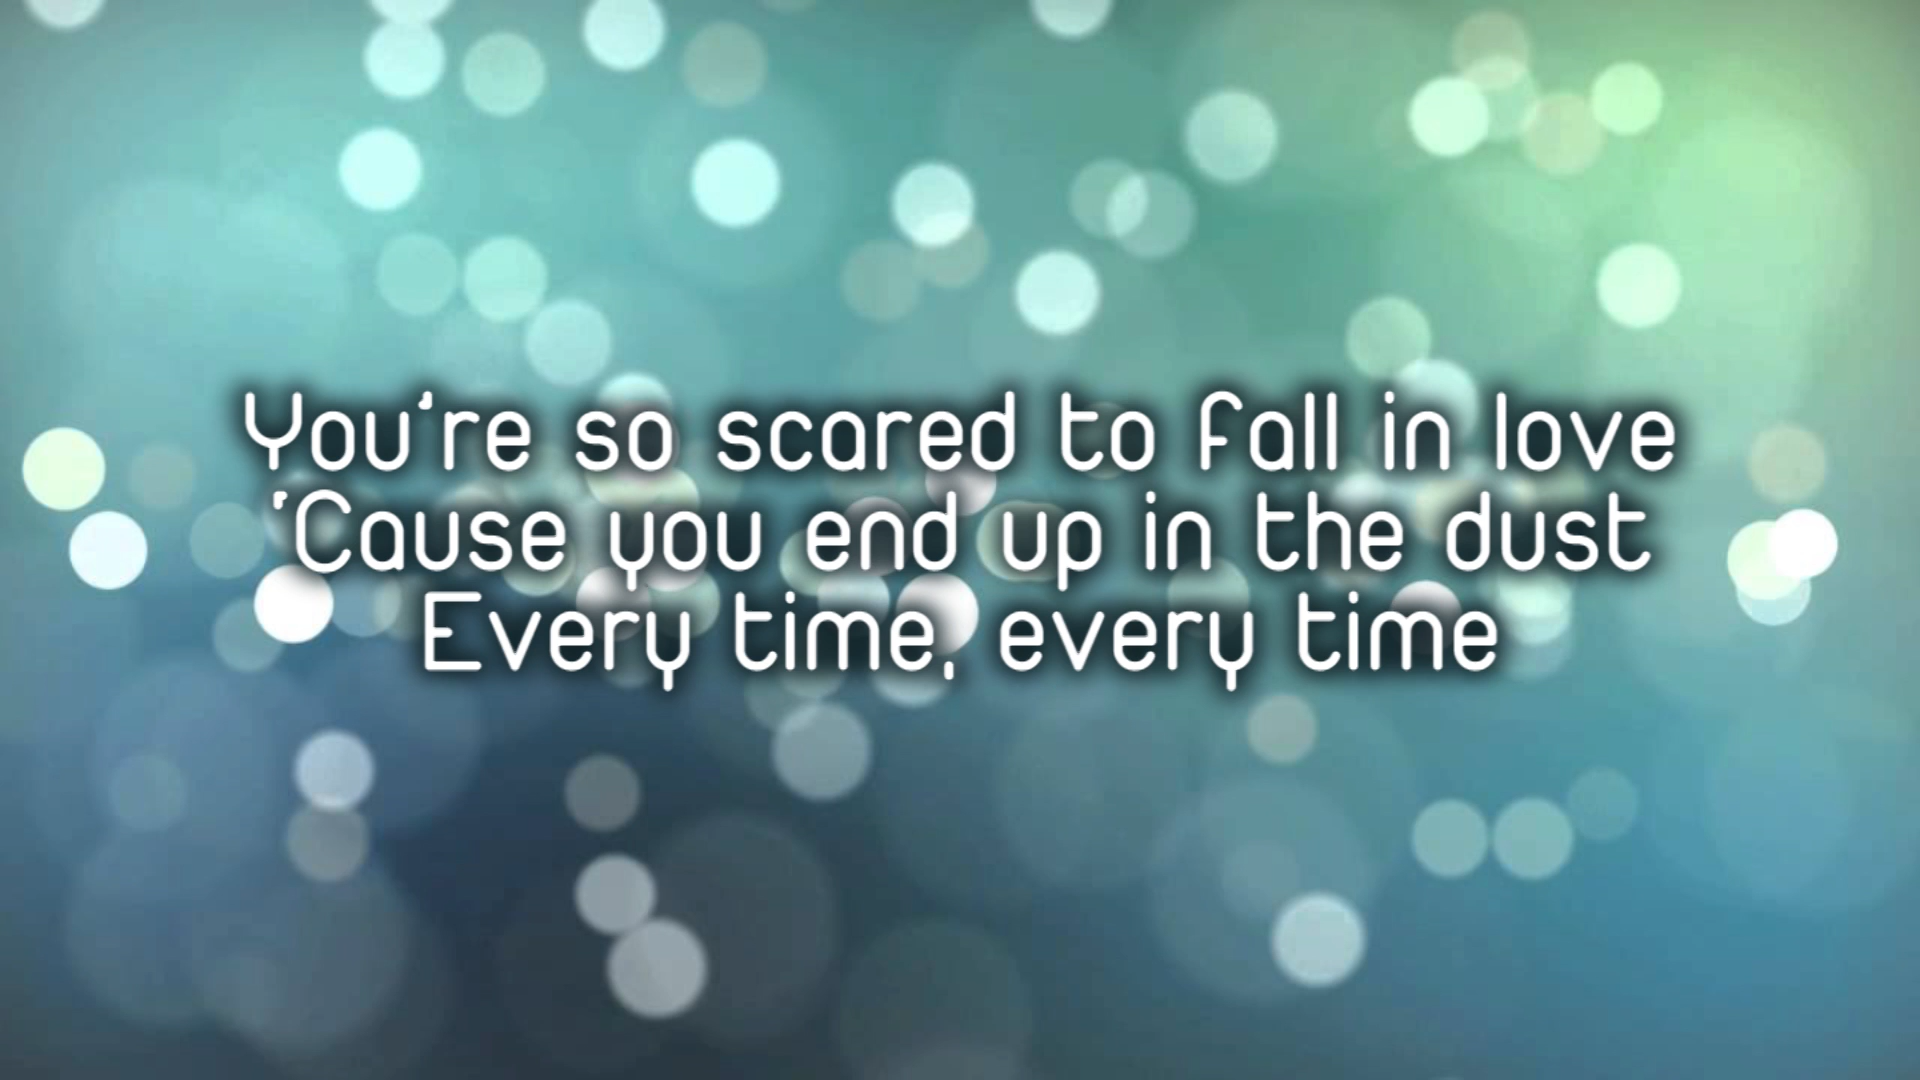 You're so scared to fall in love
'Cause you end up in the dust
Every time, every time